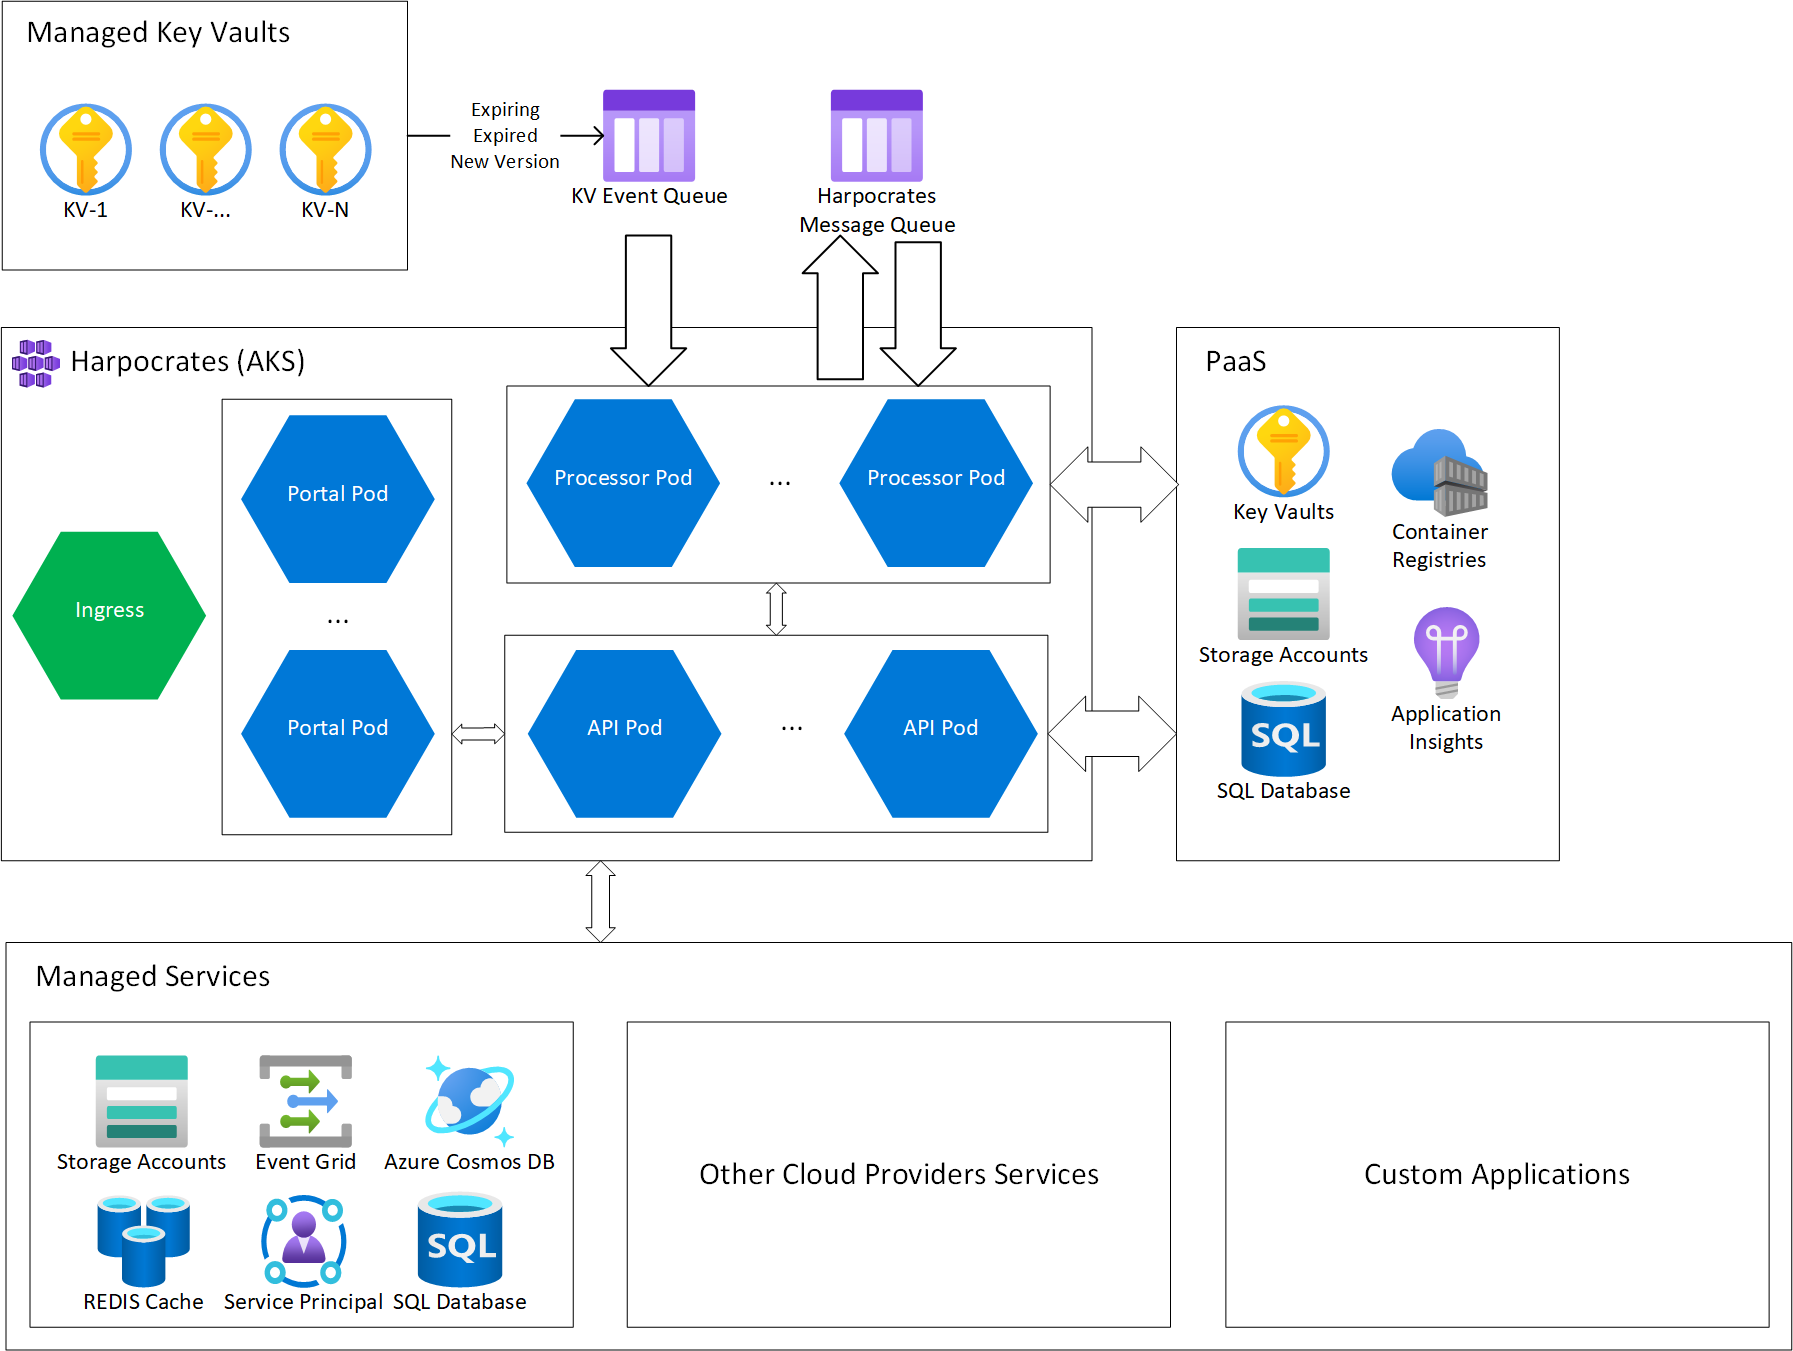 Managed Key Vaults
KV-1
KV-...
KV-N
Expiring
Expired
New Version
KV Event Queue
Harpocrates
Message Queue
Harpocrates (AKS)
Ingress
Portal Pod
...
Portal Pod
Processor Pod
...
Processor Pod
API Pod
...
API Pod
PaaS
Key Vaults
Container
Registries
Storage Accounts
Application
Insights
SQL
SQL Database
Managed Services
Storage Accounts
Event Grid
Azure Cosmos DB
REDIS Cache
Service Principal
SQL
SQL Database
Other Cloud Providers Services
Custom Applications